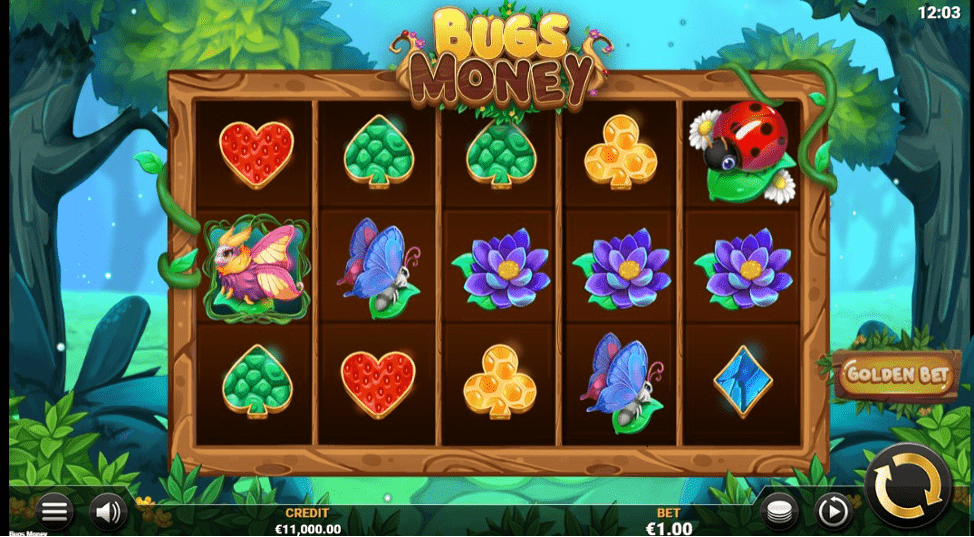 12:03
BUGS
MONEY
GOLDEN BET
CREDIT
€11,000.00
BET
€1.00
Bugs Money